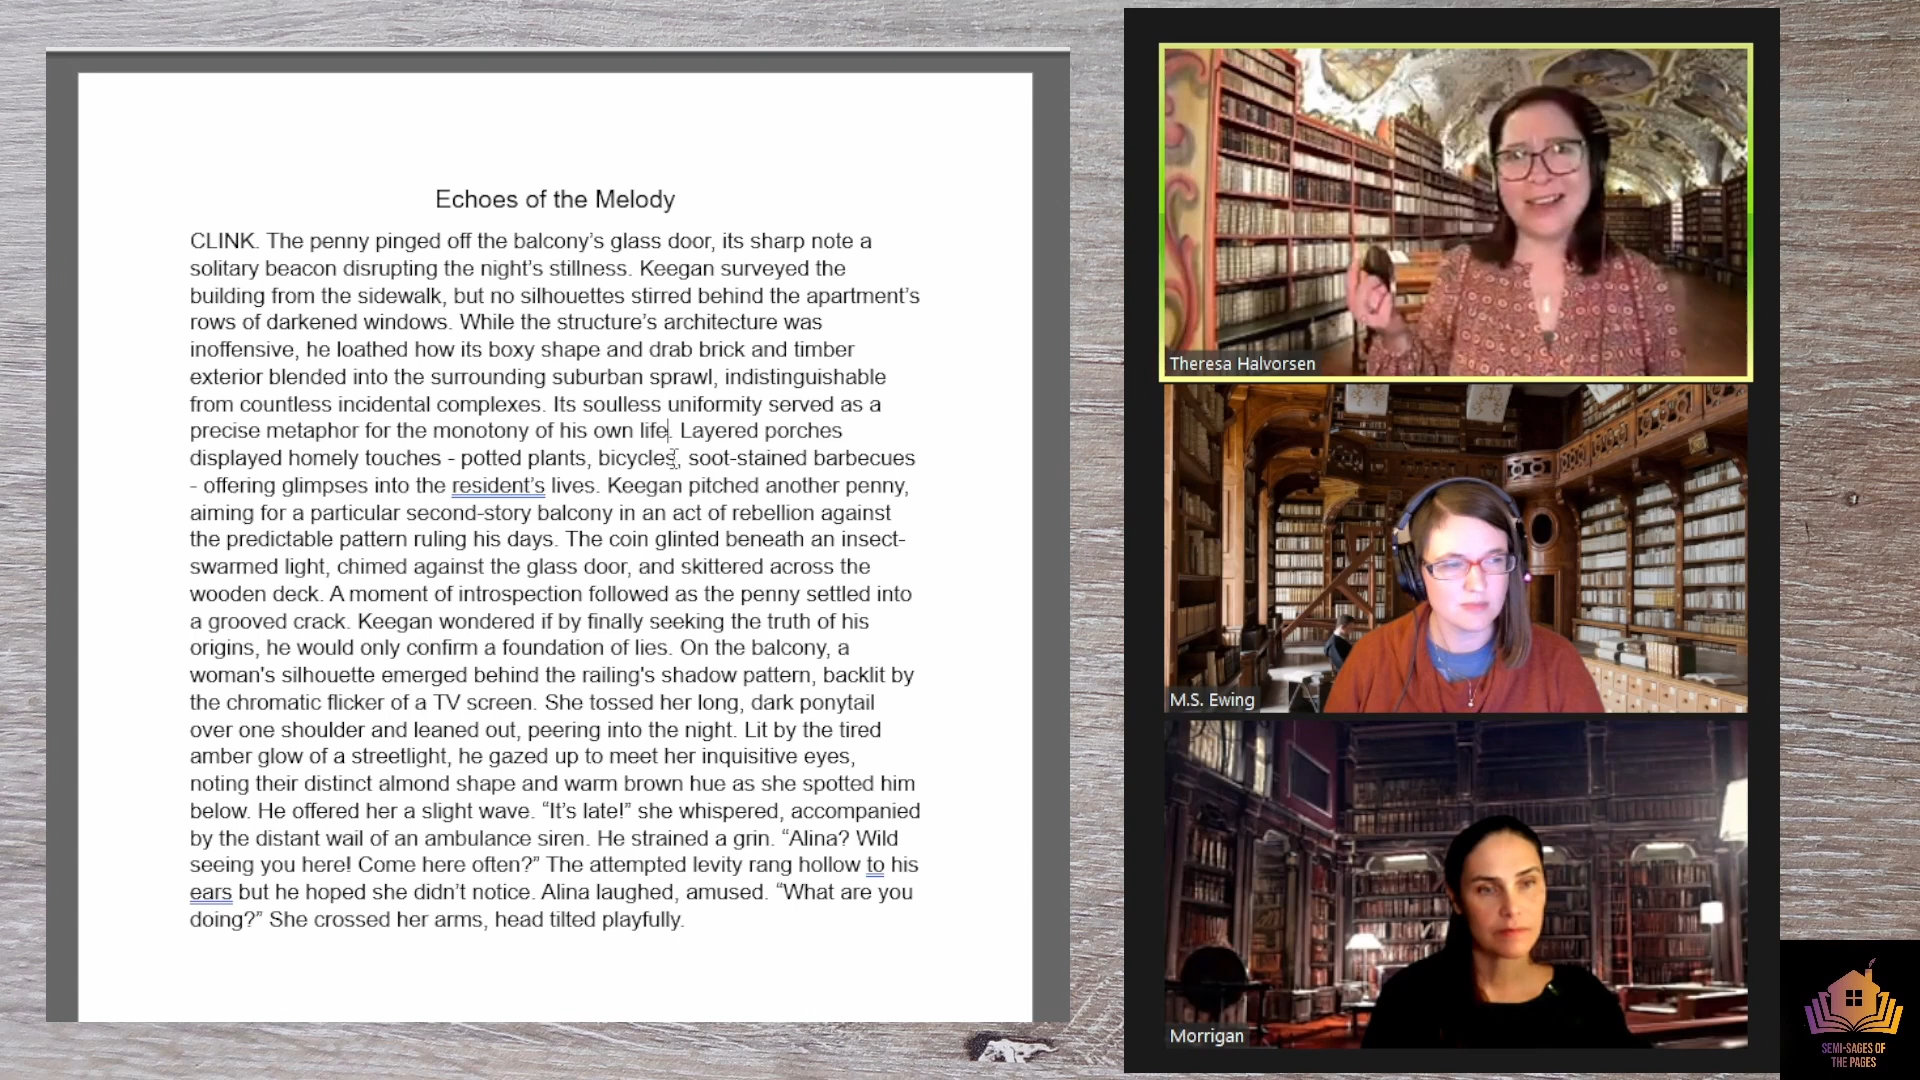 Echoes of the Melody
CLINK. The penny pinged off the balcony’s glass door, its sharp note a
solitary beacon disrupting the night’s stillness. Keegan surveyed the
building from the sidewalk, but no silhouettes stirred behind the apartment’s
rows of darkened windows. While the structure’s architecture was
inoffensive, he loathed how its boxy shape and drab brick and timber
exterior blended into the surrounding suburban sprawl, indistinguishable
from countless incidental complexes. Its soulless uniformity served as a
precise metaphor for the monotony of his own life. Layered porches
displayed homely touches - potted plants, bicycles, soot-stained barbecues
- offering glimpses into the resident’s lives. Keegan pitched another penny,
aiming for a particular second-story balcony in an act of rebellion against
the predictable pattern ruling his days. The coin glinted beneath an insect-
swarmed light, chimed against the glass door, and skittered across the
wooden deck. A moment of introspection followed as the penny settled into
a grooved crack. Keegan wondered if by finally seeking the truth of his
origins, he would only confirm a foundation of lies. On the balcony, a
woman's silhouette emerged behind the railing's shadow pattern, backlit by
the chromatic flicker of a TV screen. She tossed her long, dark ponytail
over one shoulder and leaned out, peering into the night. Lit by the tired
amber glow of a streetlight, he gazed up to meet her inquisitive eyes,
noting their distinct almond shape and warm brown hue as she spotted him
below. He offered her a slight wave. “It’s late!” she whispered, accompanied
by the distant wail of an ambulance siren. He strained a grin. “Alina? Wild
seeing you here! Come here often?” The attempted levity rang hollow to his
ears but he hoped she didn’t notice. Alina laughed, amused. “What are you
doing?” She crossed her arms, head tilted playfully.
Theresa Halvorsen
M.S. Ewing
Morrigan
SEMI-SAGES OF
THE PAGES